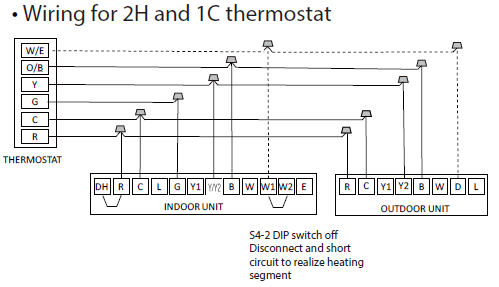 • Wiring for 2H and 1C thermostat
W/E
O/B
Y
G
C
R
THERMOSTAT
DH R C L G Y1 Y/Y2 B W W1 W2 E
INDOOR UNIT
R C Y1 Y2 B W D L
OUTDOOR UNIT
S4-2 DIP switch off
Disconnect and short
circuit to realize heating
segment